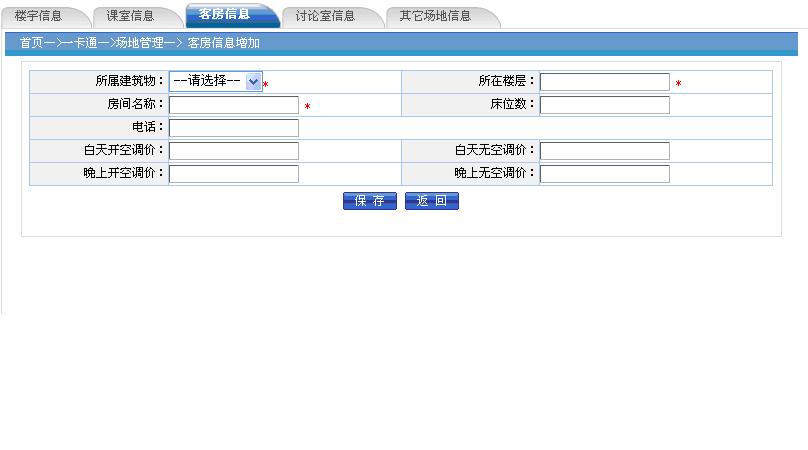 楼宇信息 课室信息 客房信息 讨论室信息 其它场地信息
首页—>一卡通—>场地管理—> 客房信息增加
所属建筑物： --请选择-- * 所在楼层： *
房间名称： * 床位数：
电话：
白天开空调价： 白天无空调价：
晚上开空调价： 晚上无空调价：
保 存 返 回